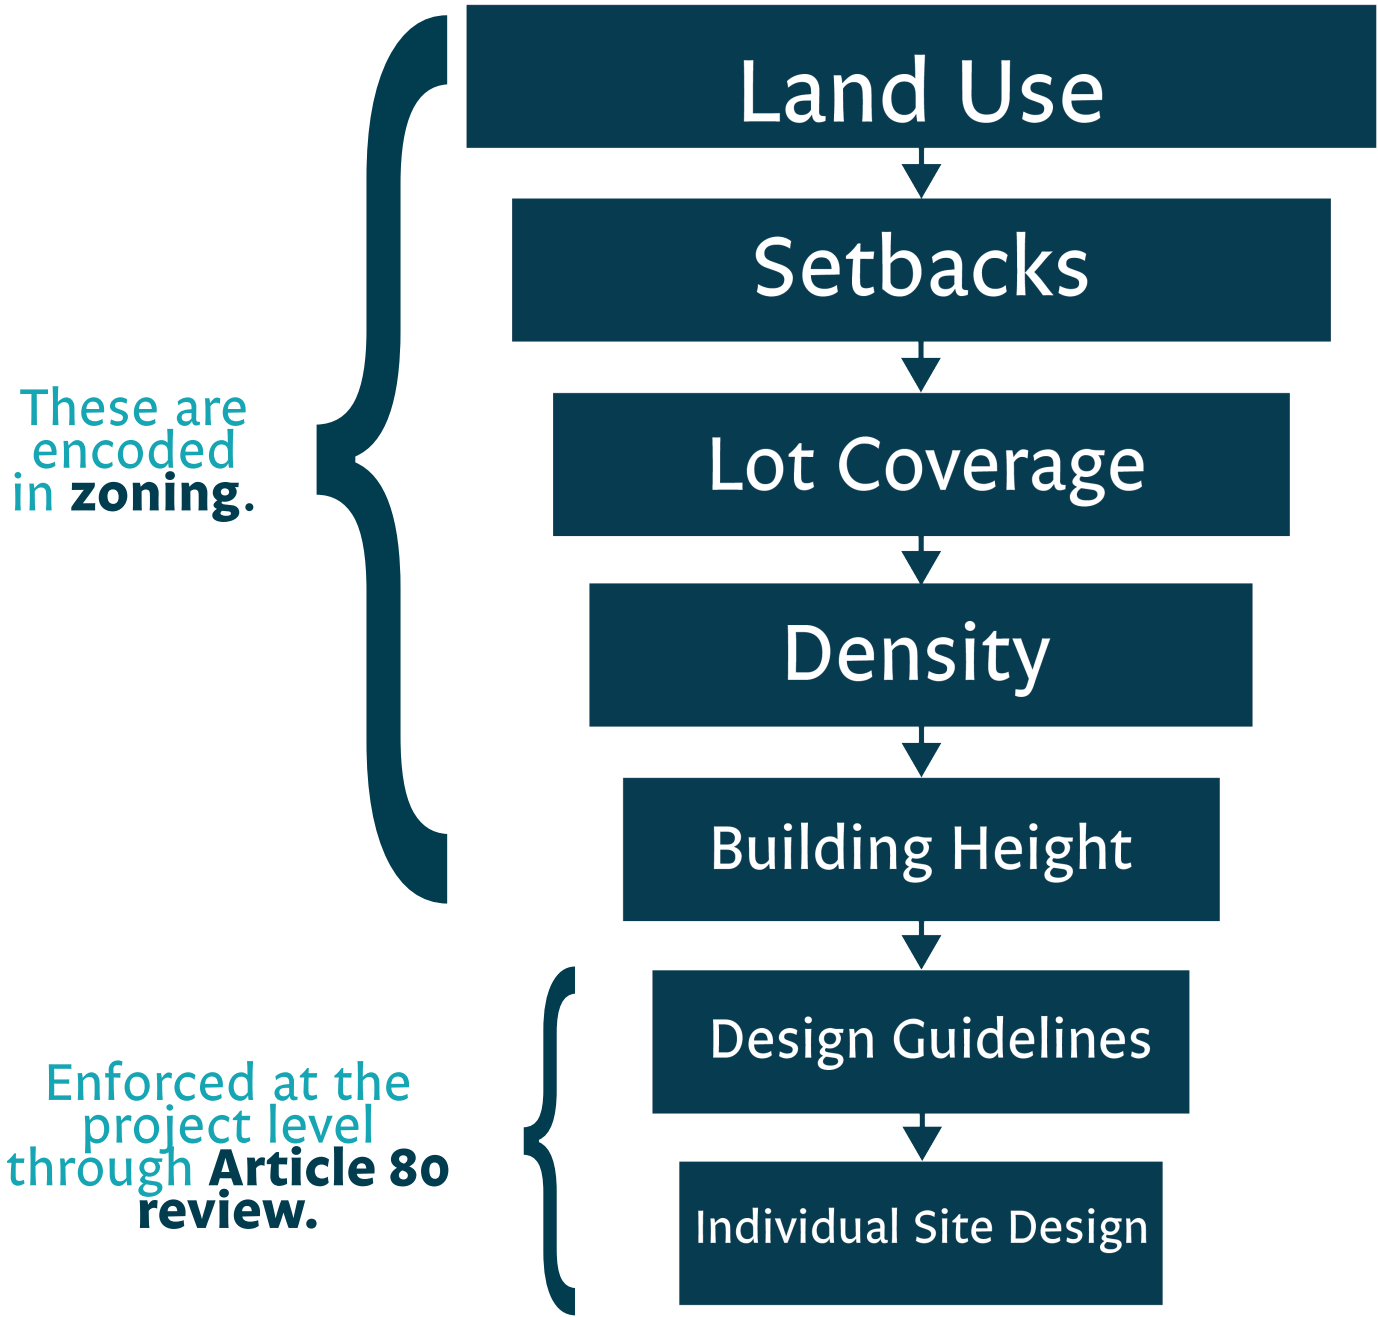 Land Use
Setbacks
Lot Coverage
Density
Building Height
These are
encoded
in zoning.
Design Guidelines
Individual Site Design
Enforced at the
project level
through Article 80
review.